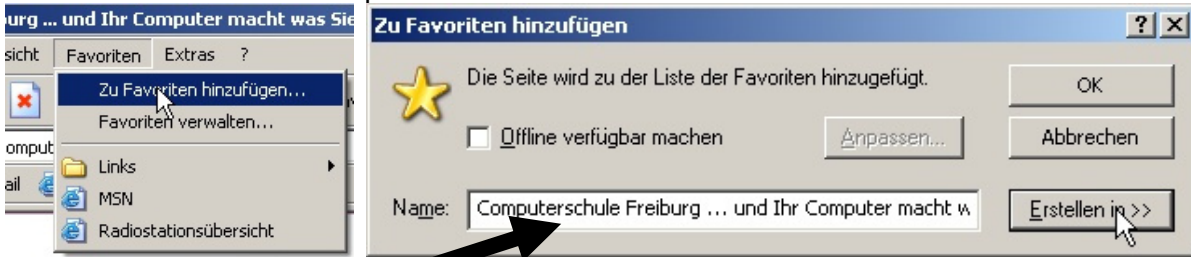 urg ... und Ihr Computer macht was Sie
sicht Favoriten Extras ?
Zu Favoriten hinzufügen...
Favoriten verwalten...
omput
Links
ail
MSN
Radiostationsübersicht
Zu Favoriten hinzufügen
Die Seite wird zu der Liste der Favoriten hinzugefügt.
OK
Offline verfügbar machen
Anpassen...
Abbrechen
Name: Computerschule Freiburg ... und Ihr Computer macht w
Erstellen in >>